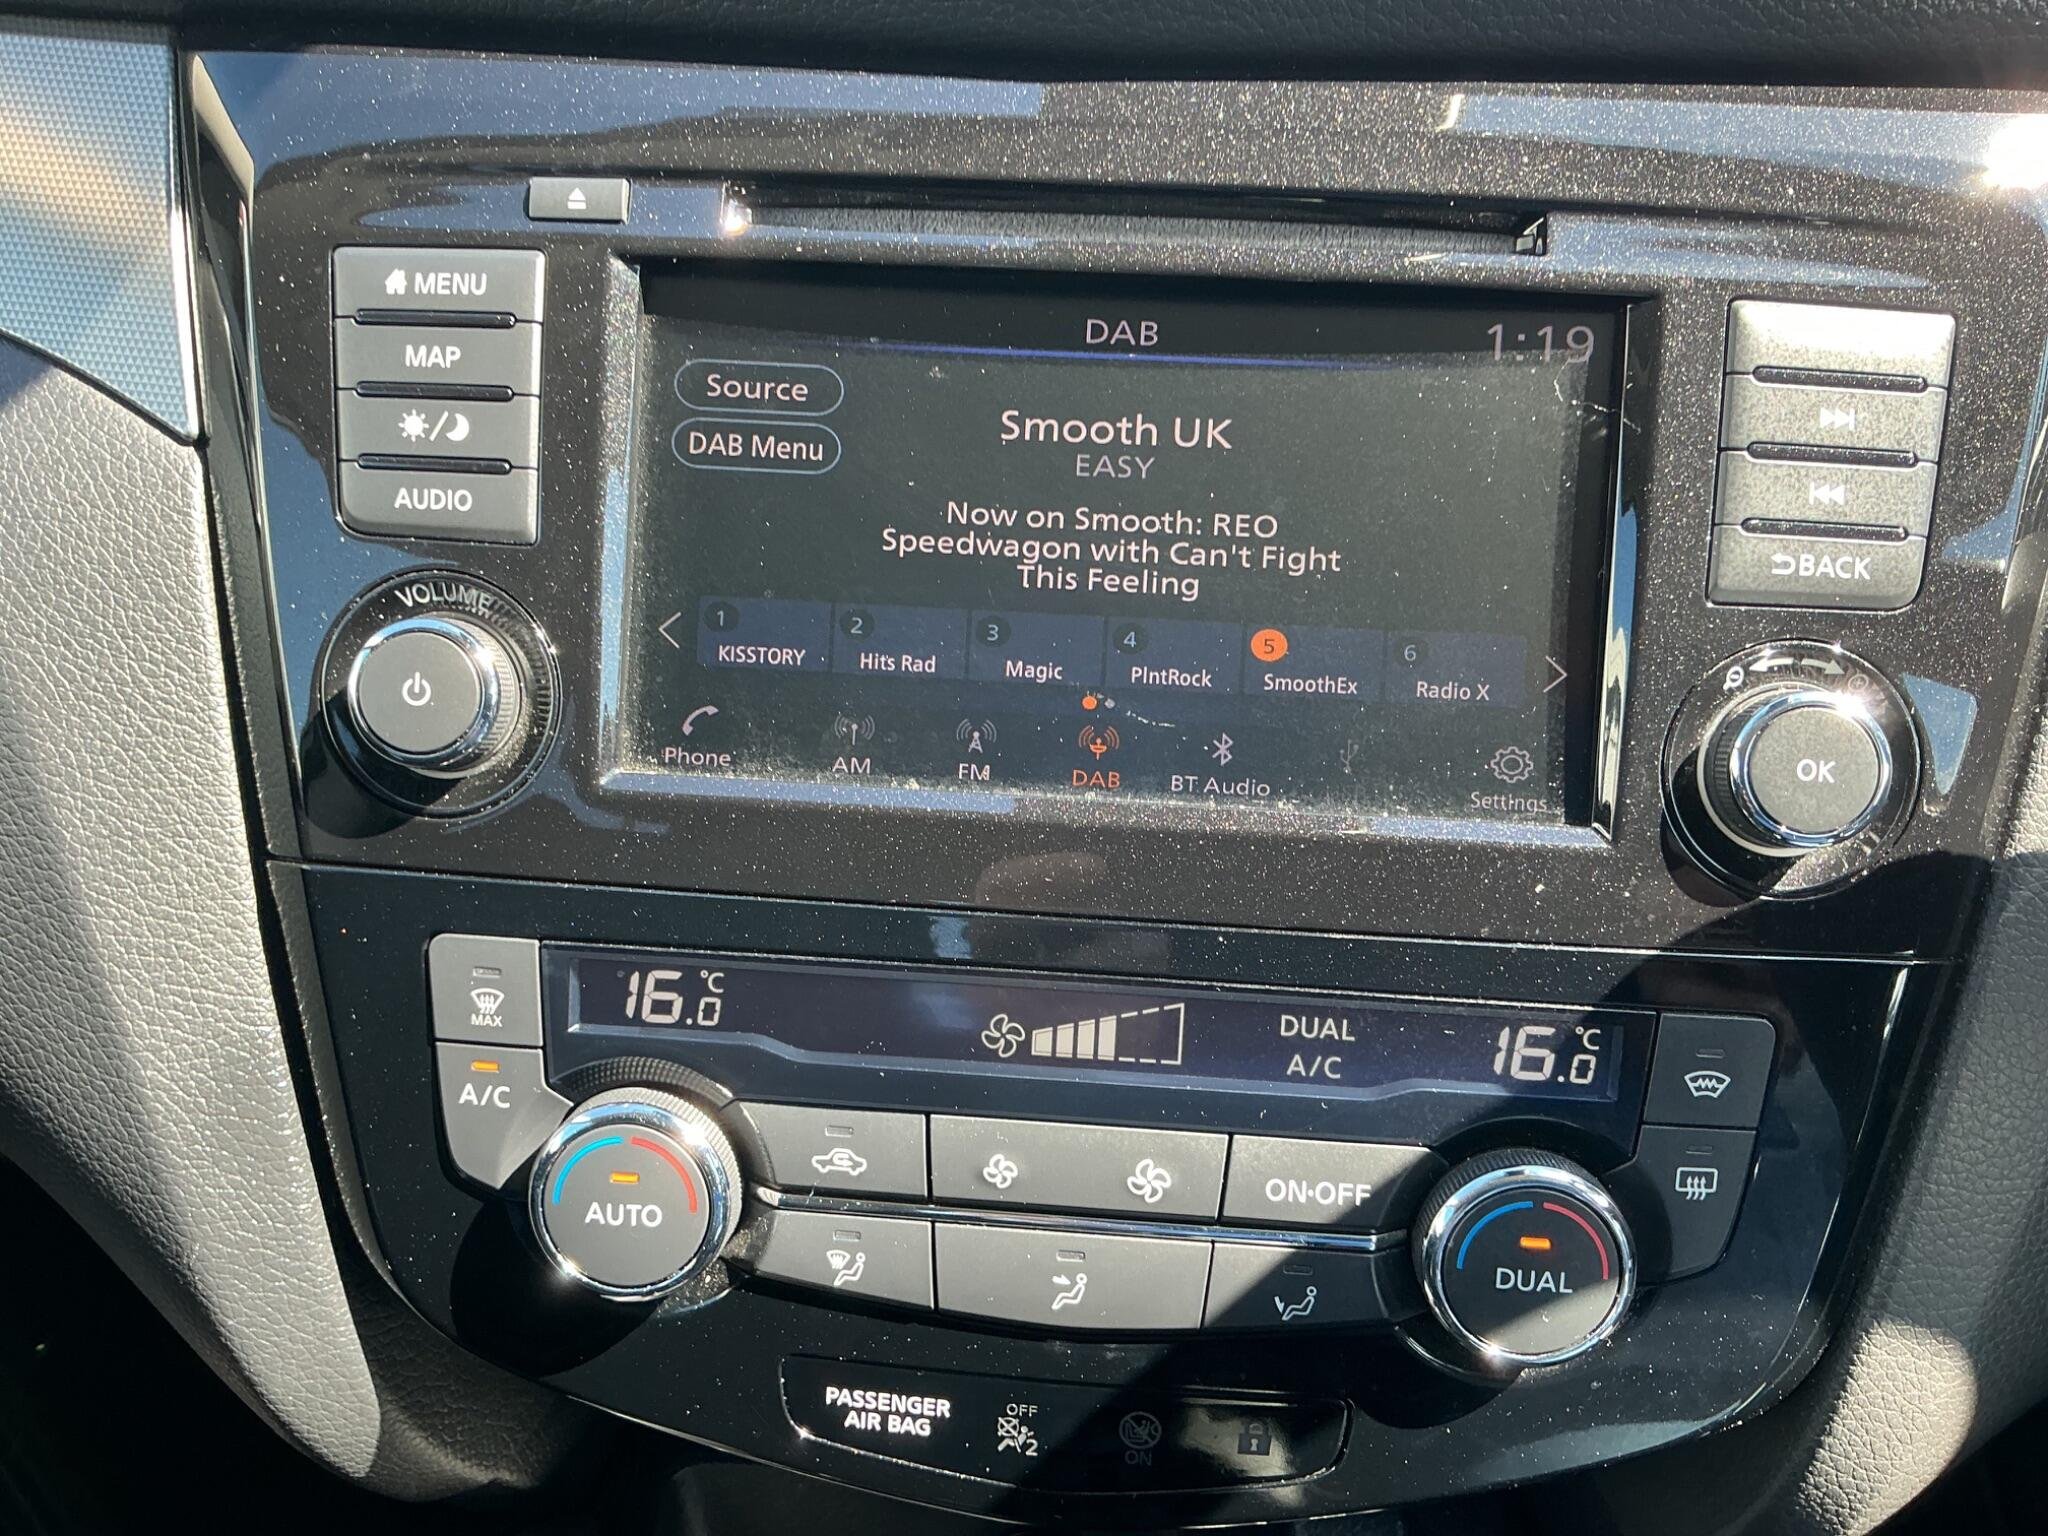 MENU
MAP
AUDIO
VOLUME
DAB
1:19
Source
DAB Menu
Smooth UK
EASY
Now on Smooth: REO
Speedwagon with Can't Fight
This Feeling
1
KISSTORY
2
Hits Rad
3
Magic
4
PlntRock
5
SmoothEx
6
Radio X
Phone
AM
FM
DAB
BT Audio
Settings
BACK
OK
16.0 °C
DUAL
A/C
16.0 °C
MAX
A/C
AUTO
ON•OFF
DUAL
PASSENGER
AIR BAG
OFF
2
ON